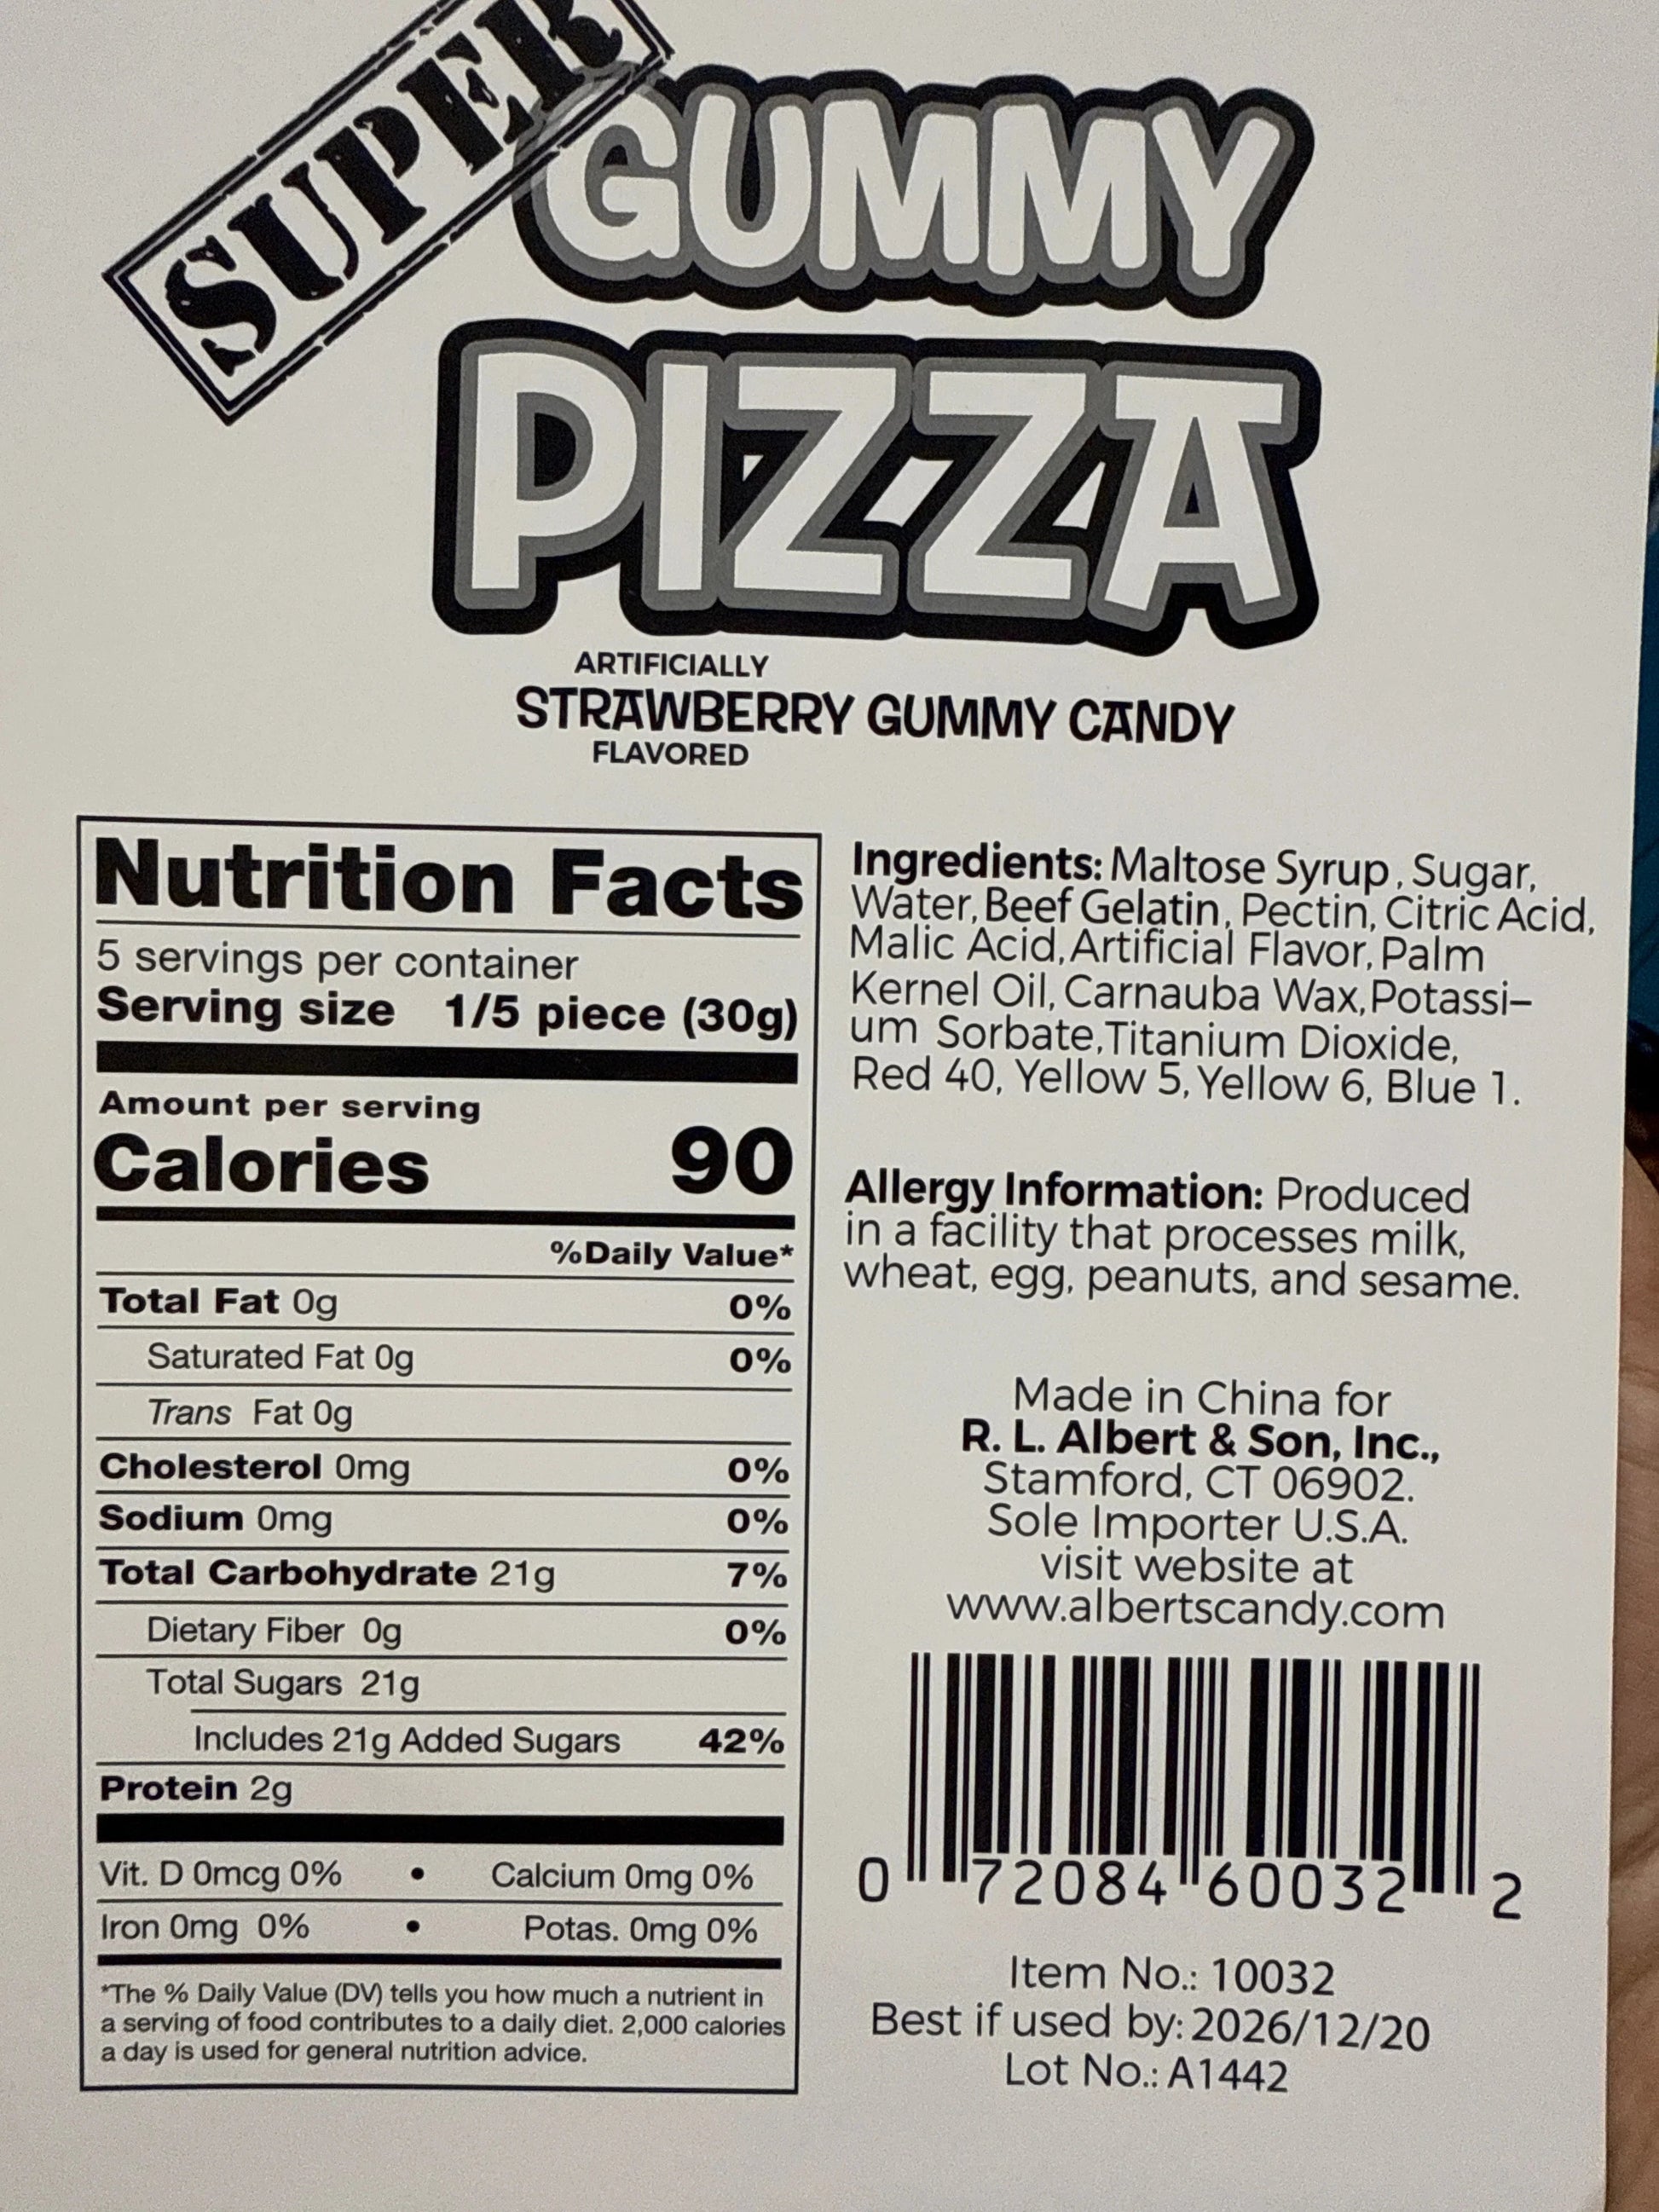 SUPER
GUMMY
PIZZA
ARTIFICIALLY
STRAWBERRY GUMMY CANDY
FLAVORED
Nutrition Facts
5 servings per container
Serving size 1/5 piece (30g)
Amount per serving
Calories 90
%Daily Value*
Total Fat 0g 0%
Saturated Fat 0g 0%
Trans Fat 0g
Cholesterol 0mg 0%
Sodium 0mg 0%
Total Carbohydrate 21g 7%
Dietary Fiber 0g 0%
Total Sugars 21g
Includes 21g Added Sugars 42%
Protein 2g
Vit. D 0mcg 0% • Calcium 0mg 0%
Iron 0mg 0% • Potas. 0mg 0%
*The % Daily Value (DV) tells you how much a nutrient in
a serving of food contributes to a daily diet. 2,000 calories
a day is used for general nutrition advice.
Ingredients: Maltose Syrup, Sugar,
Water, Beef Gelatin, Pectin, Citric Acid,
Malic Acid, Artificial Flavor, Palm
Kernel Oil, Carnauba Wax, Potassi-
um Sorbate, Titanium Dioxide,
Red 40, Yellow 5, Yellow 6, Blue 1.
Allergy Information: Produced
in a facility that processes milk,
wheat, egg, peanuts, and sesame.
Made in China for
R. L. Albert & Son, Inc.,
Stamford, CT 06902.
Sole Importer U.S.A.
visit website at
www.albertscandy.com
0 72084 60032 2
Item No.: 10032
Best if used by: 2026/12/20
Lot No.: A1442